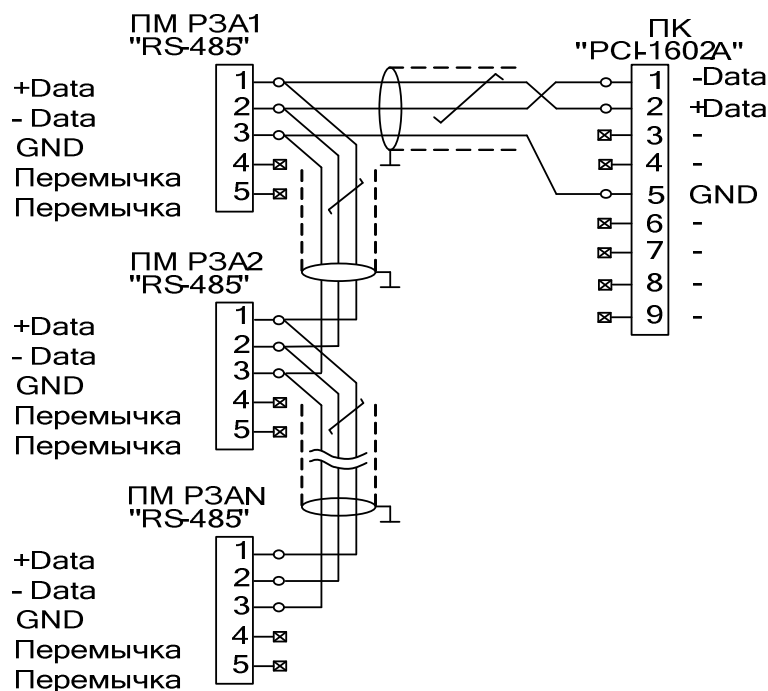 ПМ РЗА1
"RS-485"
1
2
3
4
5
+Data
- Data
GND
Перемычка
Перемычка
ПК
"PCI-1602A"
1 -Data
2 +Data
3 -
4 -
5 GND
6 -
7 -
8 -
9 -
ПМ РЗА2
"RS-485"
1
2
3
4
5
+Data
- Data
GND
Перемычка
Перемычка
ПМ РЗАN
"RS-485"
1
2
3
4
5
+Data
- Data
GND
Перемычка
Перемычка